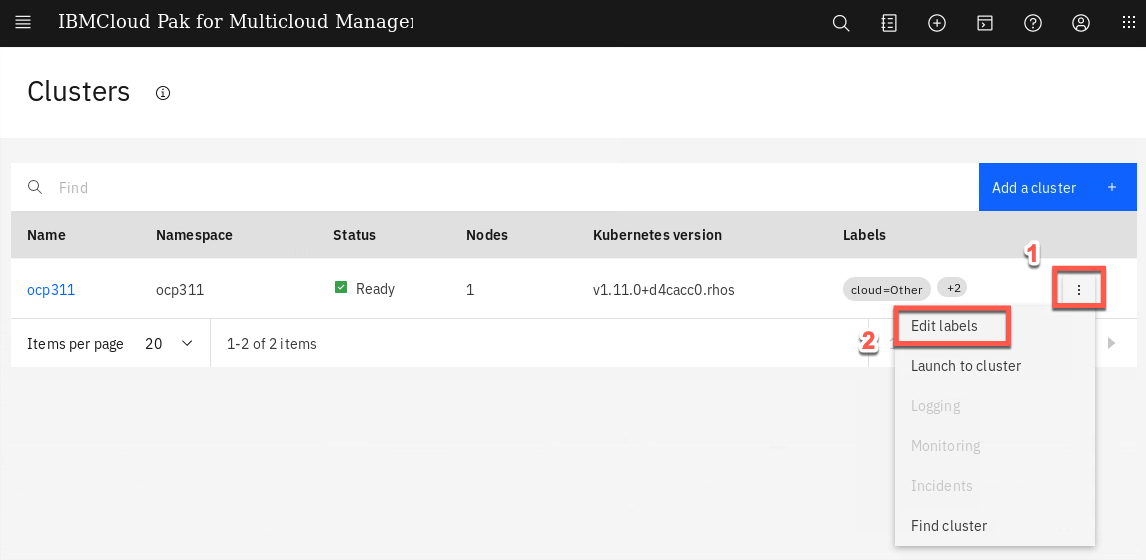 IBMCloud Pak for Multicloud Manager
Clusters
Find
Add a cluster +
Name Namespace Status Nodes Kubernetes version Labels
1
ocp311 ocp311 Ready 1 v1.11.0+d4cacc0.rhos cloud=Other +2
Items per page 20 1-2 of 2 items
2
Edit labels
Launch to cluster
Logging
Monitoring
Incidents
Find cluster